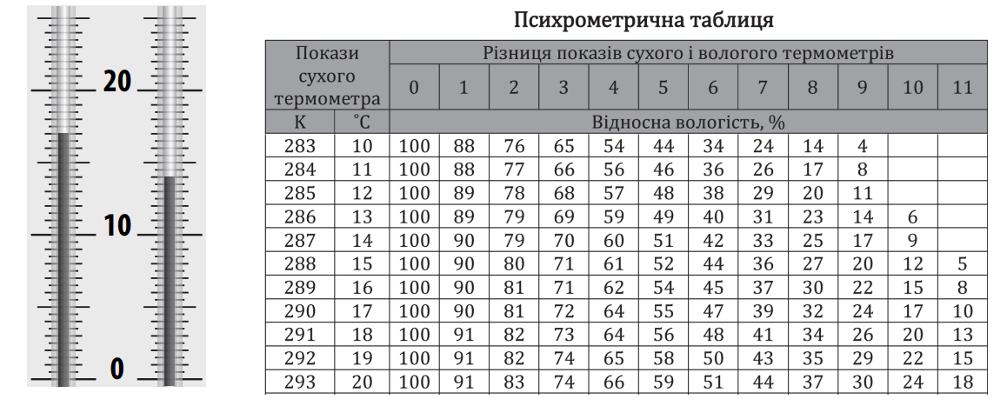 20
10
0
Психрометрична таблиця
Покази сухого термометра
Різниця показів сухого і вологого термометрів
0 1 2 3 4 5 6 7 8 9 10 11
К °C Відносна вологість, %
283 10 100 88 76 65 54 44 34 24 14 4
284 11 100 88 77 66 56 46 36 26 17 8
285 12 100 89 78 68 57 48 38 29 20 11
286 13 100 89 79 69 59 49 40 31 23 14 6
287 14 100 90 79 70 60 51 42 33 25 17 9
288 15 100 90 80 71 61 52 44 36 27 20 12 5
289 16 100 90 81 71 62 54 45 37 30 22 15 8
290 17 100 90 81 72 64 55 47 39 32 24 17 10
291 18 100 91 82 73 64 56 48 41 34 26 20 13
292 19 100 91 82 74 65 58 50 43 35 29 22 15
293 20 100 91 83 74 66 59 51 44 37 30 24 18